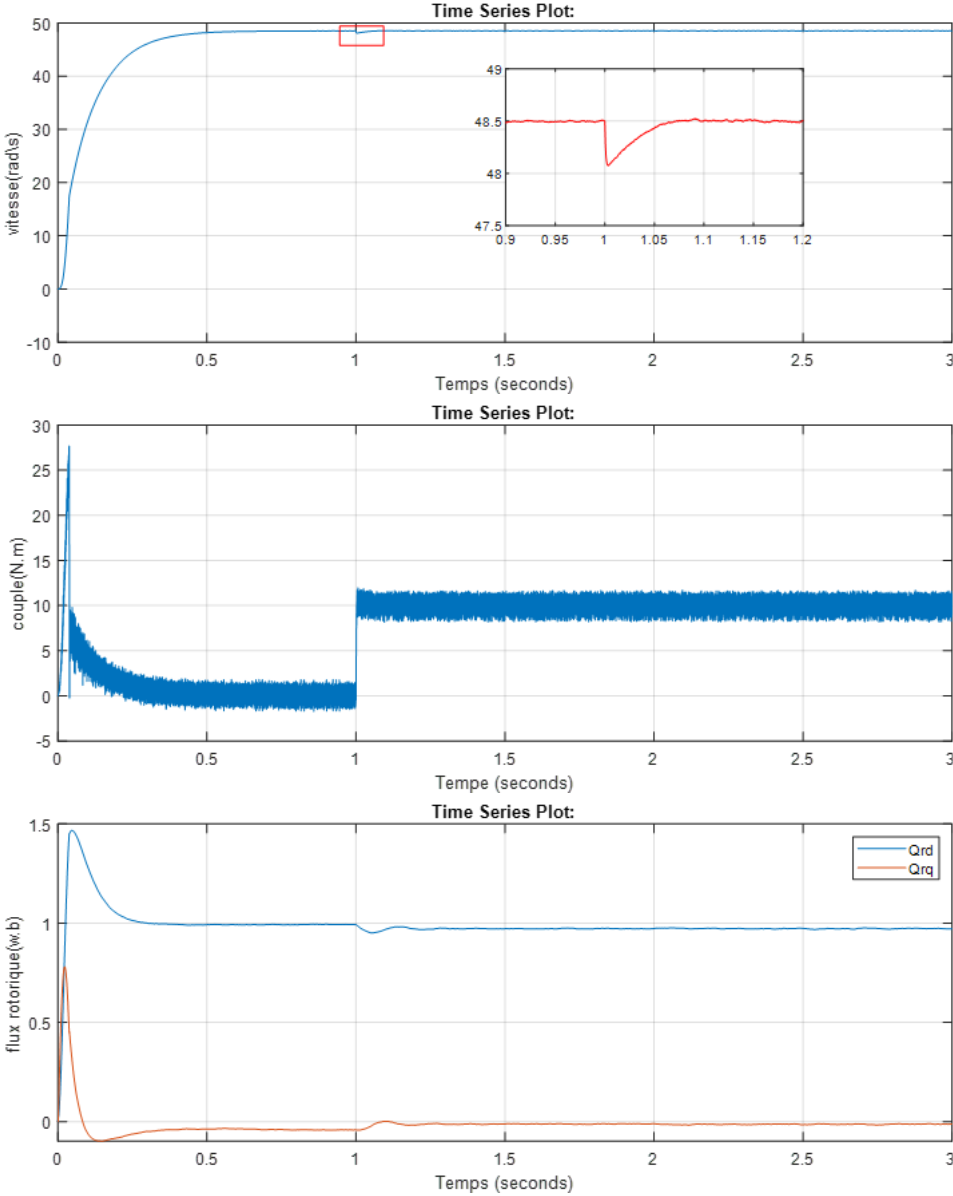 Time Series Plot:
50
40
30
20
10
0
-10
vitesse(rad\s)
49
48.5
48
47.5
0.9 0.95 1 1.05 1.1 1.15 1.2
0 0.5 1 1.5 2 2.5 3
Temps (seconds)
Time Series Plot:
30
25
20
15
10
5
0
-5
couple(N.m)
0 0.5 1 1.5 2 2.5 3
Tempe (seconds)
Time Series Plot:
1.5
1
0.5
0
flux rotorique(w.b)
Qrd
Qrq
0 0.5 1 1.5 2 2.5 3
Temps (seconds)